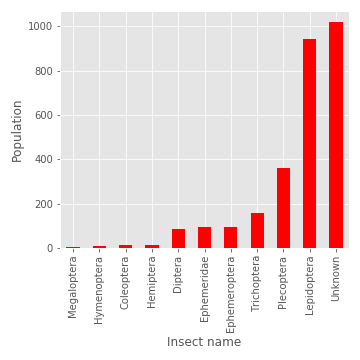 1000
800
600
400
200
0
Population
Megaloptera
Hymenoptera
Coleoptera
Hemiptera
Diptera
Ephemeridae
Ephemeroptera
Trichoptera
Plecoptera
Lepidoptera
Unknown
Insect name